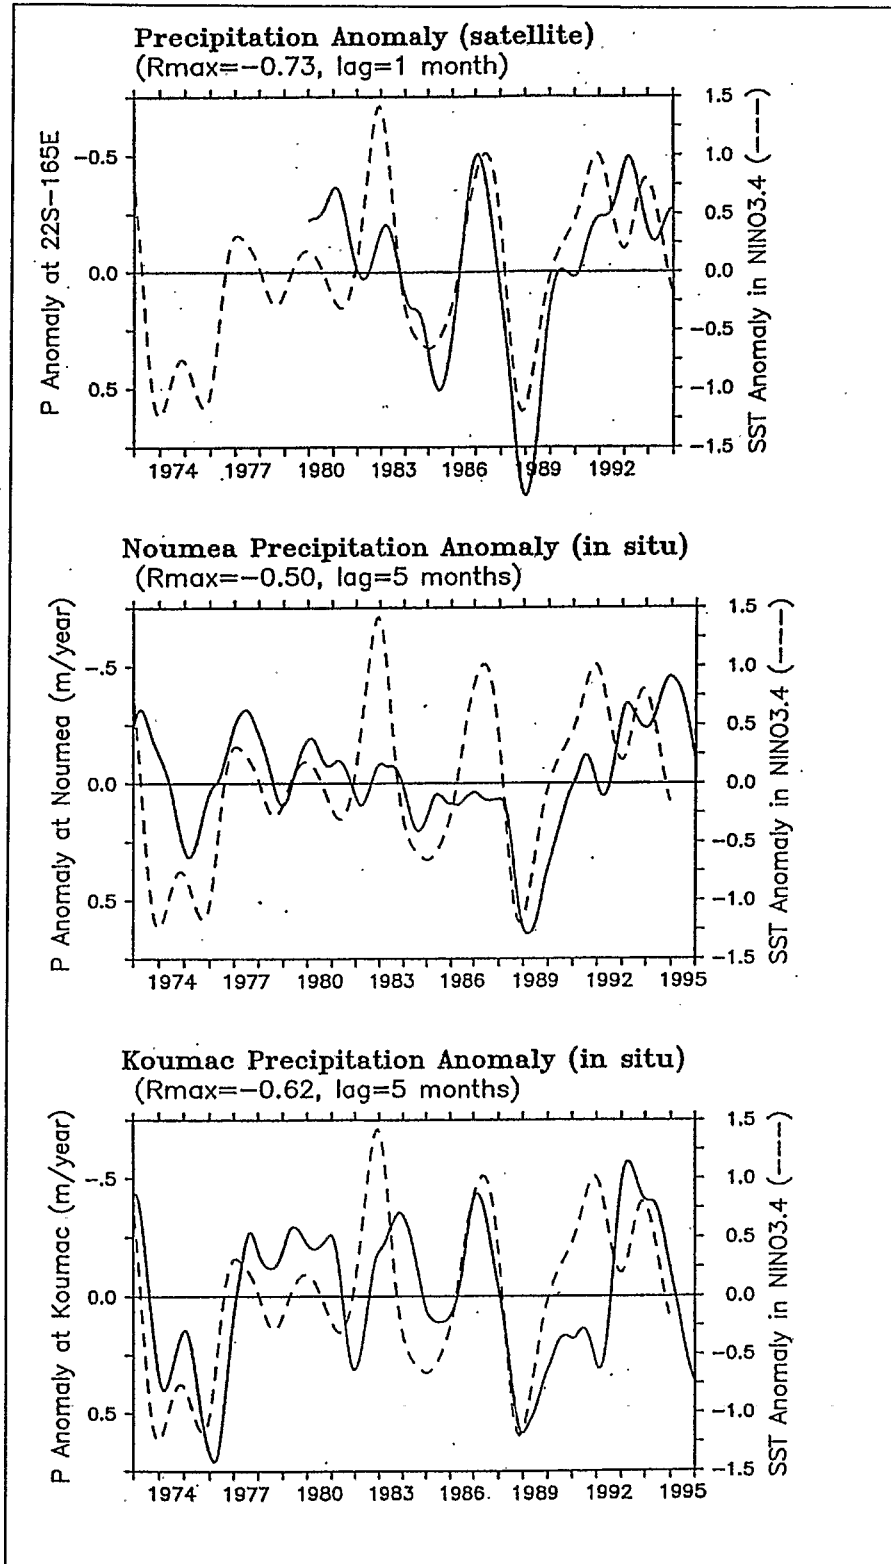 Precipitation Anomaly (satellite)
(Rmax=−0.73, lag=1 month)
P Anomaly at 22S−165E
−0.5
0.0
0.5
1.5
1.0
0.5
0.0
−0.5
−1.0
−1.5
SST Anomaly in NINO3.4 (−−−−)
1974 1977 1980 1983 1986 1989 1992
Noumea Precipitation Anomaly (in situ)
(Rmax=−0.50, lag=5 months)
P Anomaly at Noumea (m/year)
−.5
0.0
0.5
1.5
1.0
0.5
0.0
−0.5
−1.0
−1.5
SST Anomaly in NINO3.4 (−−−−)
1974 1977 1980 1983 1986 1989 1992 1995
Koumac Precipitation Anomaly (in situ)
(Rmax=−0.62, lag=5 months)
P Anomaly at Koumac (m/year)
−.5
0.0
0.5
1.5
1.0
0.5
0.0
−0.5
−1.0
−1.5
SST Anomaly in NINO3.4 (−−−−)
1974 1977 1980 1983 1986 1989 1992 1995